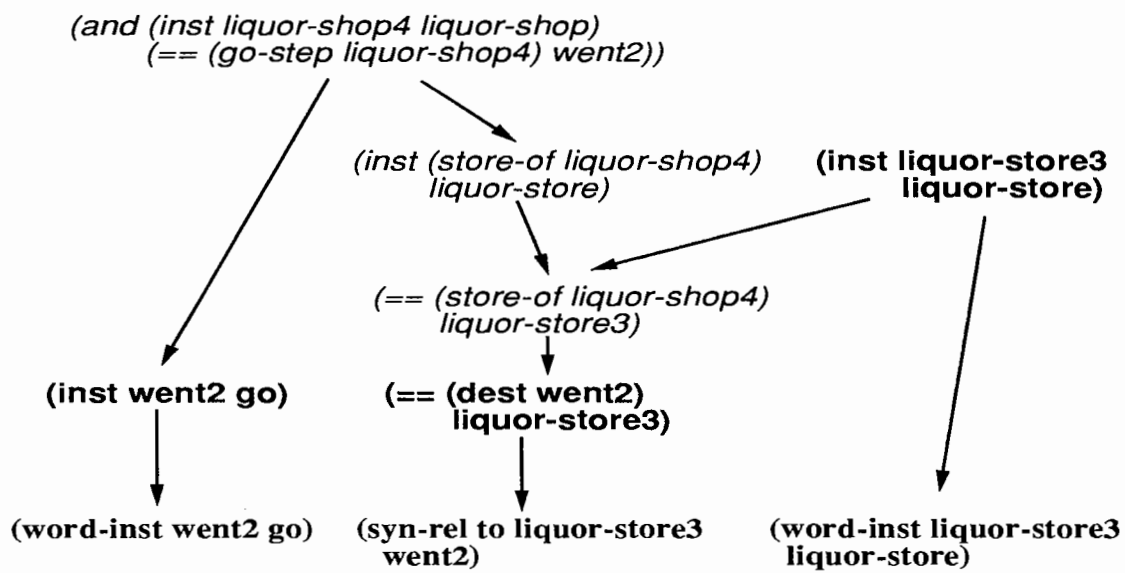 (and (inst liquor-shop4 liquor-shop)
(== (go-step liquor-shop4) went2))
(inst (store-of liquor-shop4)
liquor-store)
(inst liquor-store3
liquor-store)
(== (store-of liquor-shop4)
liquor-store3)
(inst went2 go)
(== (dest went2)
liquor-store3)
(word-inst went2 go)
(syn-rel to liquor-store3
went2)
(word-inst liquor-store3
liquor-store)